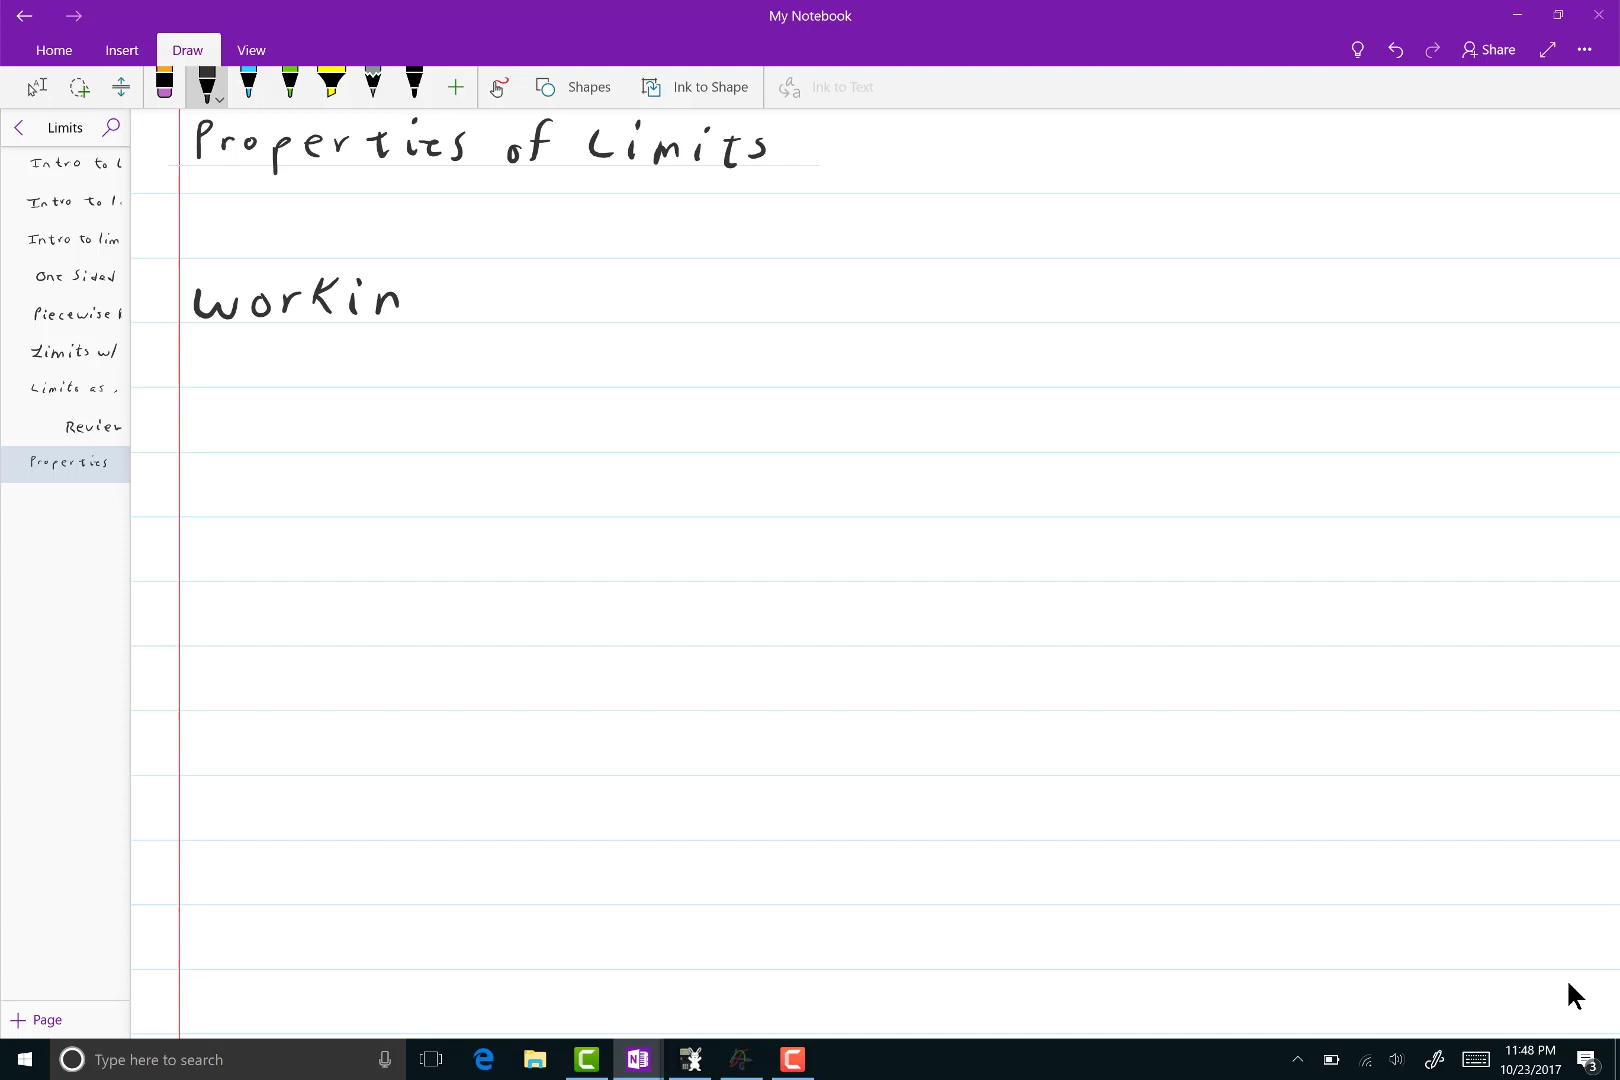 My Notebook
Home Insert Draw View Share
Shapes Ink to Shape Ink to Text
Limits
Properties of Limits
Intro to L
Intro to l
Intro to lim
workin
One Sided
Piecewise
Limits w/
Limits as
Review
Properties
Page
Type here to search
11:48 PM
10/23/2017
3